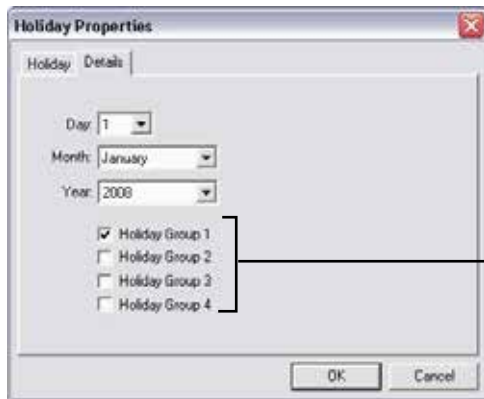 Holiday Properties
Holiday Details
Day: 1
Month: January
Year: 2008
Holiday Group 1
Holiday Group 2
Holiday Group 3
Holiday Group 4
OK Cancel